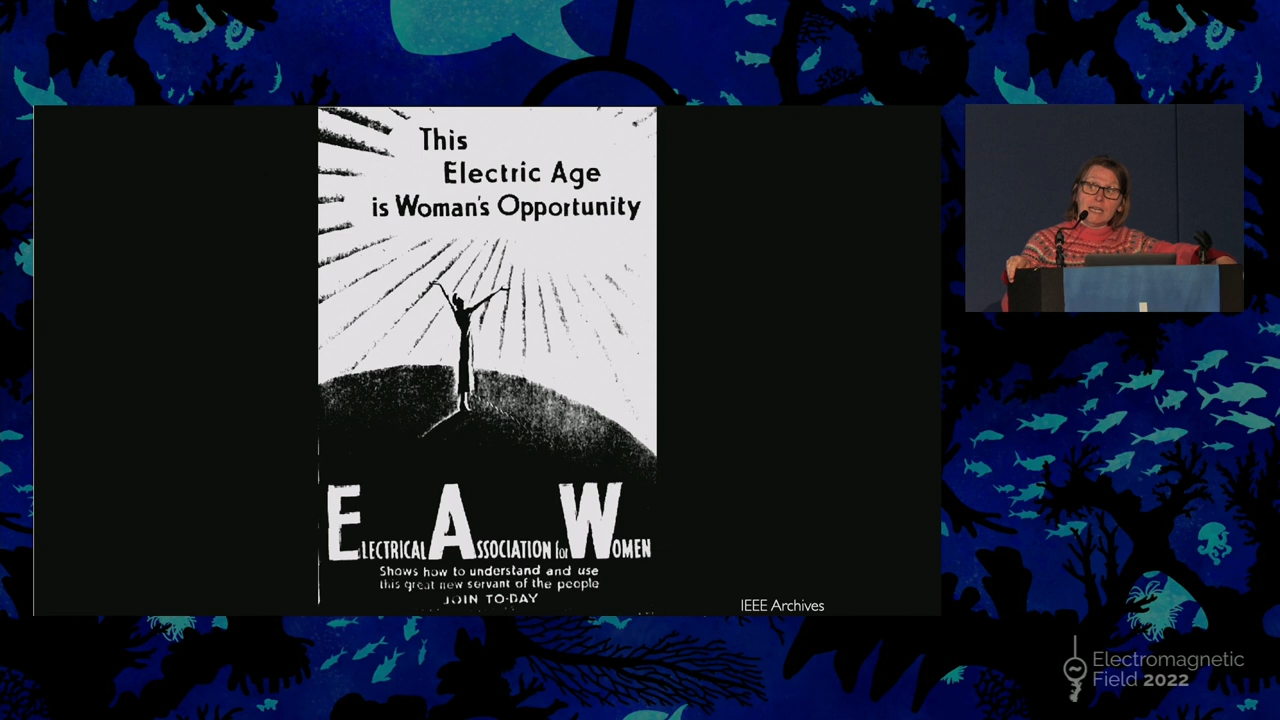 This
Electric Age
is Woman's Opportunity
EAW
ELECTRICAL ASSOCIATION for WOMEN
Shows how to understand and use
this great new servant of the people
JOIN TO-DAY
IEEE Archives
Electromagnetic
Field 2022